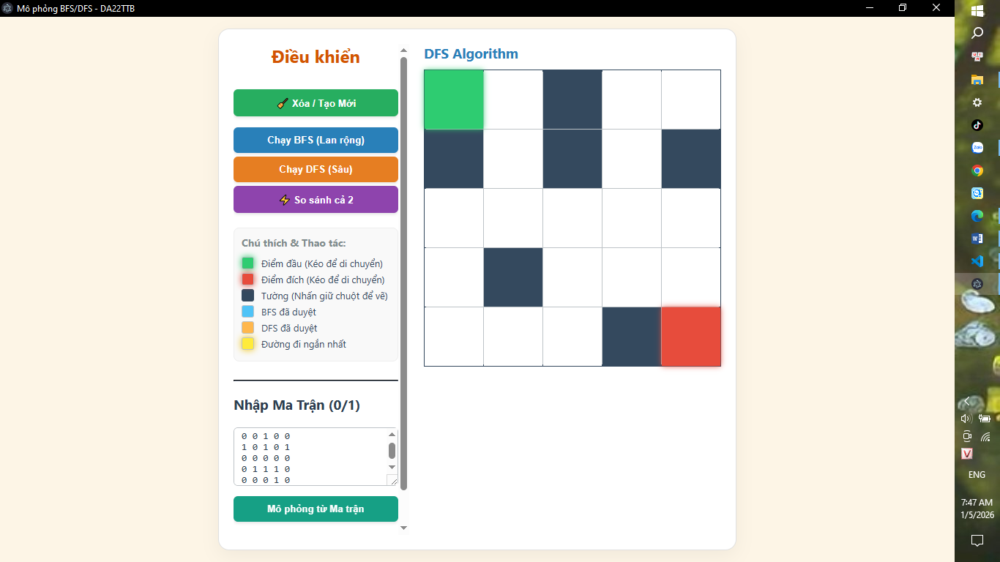 Mô phỏng BFS/DFS - DA22TTB
Điều khiển
Xóa / Tạo Mới
Chạy BFS (Lan rộng)
Chạy DFS (Sâu)
So sánh cả 2
Chú thích & Thao tác:
Điểm đầu (Kéo để di chuyển)
Điểm đích (Kéo để di chuyển)
Tường (Nhấn giữ chuột để vẽ)
BFS đã duyệt
DFS đã duyệt
Đường đi ngắn nhất
Nhập Ma Trận (0/1)
0 0 1 0 0
1 0 1 0 1
0 0 0 0 0
0 1 1 1 0
0 0 0 1 0
Mô phỏng từ Ma trận
DFS Algorithm
Zalo
V
ENG
7:47 AM
1/5/2026